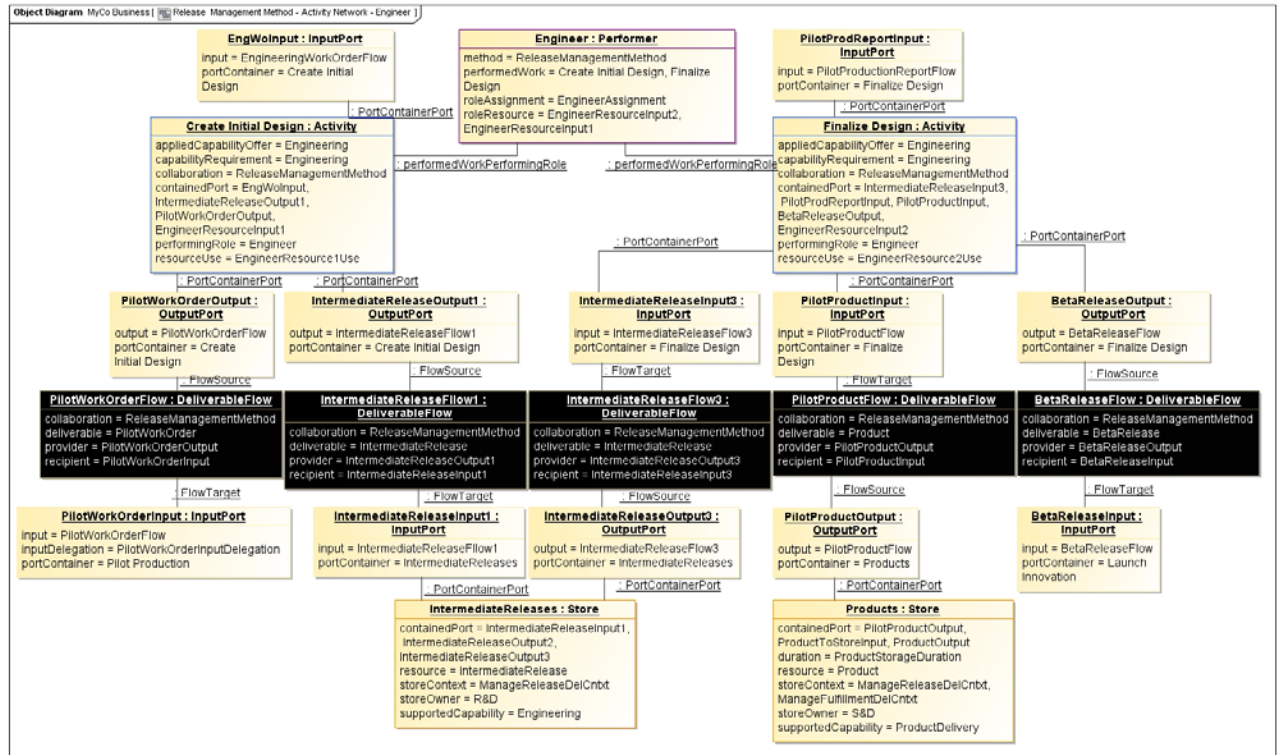 Object Diagram MyCo Business [ Release Management Method - Activity Network - Engineer ]
EngWoInput : InputPort
input = EngineeringWorkOrderFlow
portContainer = Create Initial
Design
Engineer : Performer
method = ReleaseManagementMethod
performedWork = Create Initial Design, Finalize
Design
roleAssignment = EngineerAssignment
roleResource = EngineerResourceInput2,
EngineerResourceInput1
PilotProdReportInput :
InputPort
input = PilotProductionReportFlow
portContainer = Finalize Design
: PortContainerPort
: PortContainerPort
Create Initial Design : Activity
appliedCapabilityOffer = Engineering
capabilityRequirement = Engineering
collaboration = ReleaseManagementMethod
containedPort = EngWoInput,
IntermediateReleaseOutput1,
PilotWorkOrderOutput,
EngineerResourceInput1
performingRole = Engineer
resourceUse = EngineerResource1Use
: performedWorkPerformingRole
: performedWorkPerformingRole
Finalize Design : Activity
appliedCapabilityOffer = Engineering
capabilityRequirement = Engineering
collaboration = ReleaseManagementMethod
containedPort = IntermediateReleaseInput3,
PilotProdReportInput, PilotProductInput,
BetaReleaseOutput,
EngineerResourceInput2
performingRole = Engineer
resourceUse = EngineerResource2Use
: PortContainerPort
: PortContainerPort
: PortContainerPort
: PortContainerPort
: PortContainerPort
PilotWorkOrderOutput :
OutputPort
output = PilotWorkOrderFlow
portContainer = Create
Initial Design
IntermediateReleaseOutput1 :
OutputPort
output = IntermediateReleaseFllow1
portContainer = Create Initial Design
IntermediateReleaseInput3 :
InputPort
input = IntermediateReleaseFlow3
portContainer = Finalize Design
PilotProductInput :
InputPort
input = PilotProductFlow
portContainer = Finalize
Design
BetaReleaseOutput :
OutputPort
output = BetaReleaseFlow
portContainer = Finalize Design
: FlowSource
: FlowSource
: FlowTarget
: FlowTarget
: FlowSource
PilotWorkOrderFlow : DeliverableFlow
collaboration = ReleaseManagementMethod
deliverable = PilotWorkOrder
provider = PilotWorkOrderOutput
recipient = PilotWorkOrderInput
IntermediateReleaseFllow1 :
DeliverableFlow
collaboration = ReleaseManagementMethod
deliverable = IntermediateRelease
provider = IntermediateReleaseOutput1
recipient = IntermediateReleaseInput1
IntermediateReleaseFlow3 :
DeliverableFlow
collaboration = ReleaseManagementMethod
deliverable = IntermediateRelease
provider = IntermediateReleaseOutput3
recipient = IntermediateReleaseInput3
PilotProductFlow : DeliverableFlow
collaboration = ReleaseManagementMethod
deliverable = Product
provider = PilotProductOutput
recipient = PilotProductInput
BetaReleaseFlow : DeliverableFlow
collaboration = ReleaseManagementMethod
deliverable = BetaRelease
provider = BetaReleaseOutput
recipient = BetaReleaseInput
: FlowTarget
: FlowTarget
: FlowSource
: FlowSource
: FlowTarget
PilotWorkOrderInput : InputPort
input = PilotWorkOrderFlow
inputDelegation = PilotWorkOrderInputDelegation
portContainer = Pilot Production
IntermediateReleaseInput1 :
InputPort
input = IntermediateReleaseFllow1
portContainer = IntermediateReleases
IntermediateReleaseOutput3 :
OutputPort
output = IntermediateReleaseFlow3
portContainer = IntermediateReleases
PilotProductOutput :
OutputPort
output = PilotProductFlow
portContainer = Products
BetaReleaseInput :
InputPort
input = BetaReleaseFlow
portContainer = Launch
Innovation
: PortContainerPort
: PortContainerPort
: PortContainerPort
IntermediateReleases : Store
containedPort = IntermediateReleaseInput1,
IntermediateReleaseOutput2,
IntermediateReleaseOutput3
resource = IntermediateRelease
storeContext = ManageReleaseDelCntxt
storeOwner = R&D
supportedCapability = Engineering
Products : Store
containedPort = PilotProductOutput,
ProductToStoreInput, ProductOutput
duration = ProductStorageDuration
resource = Product
storeContext = ManageReleaseDelCntxt,
ManageFulfillmentDelCntxt
storeOwner = S&D
supportedCapability = ProductDelivery